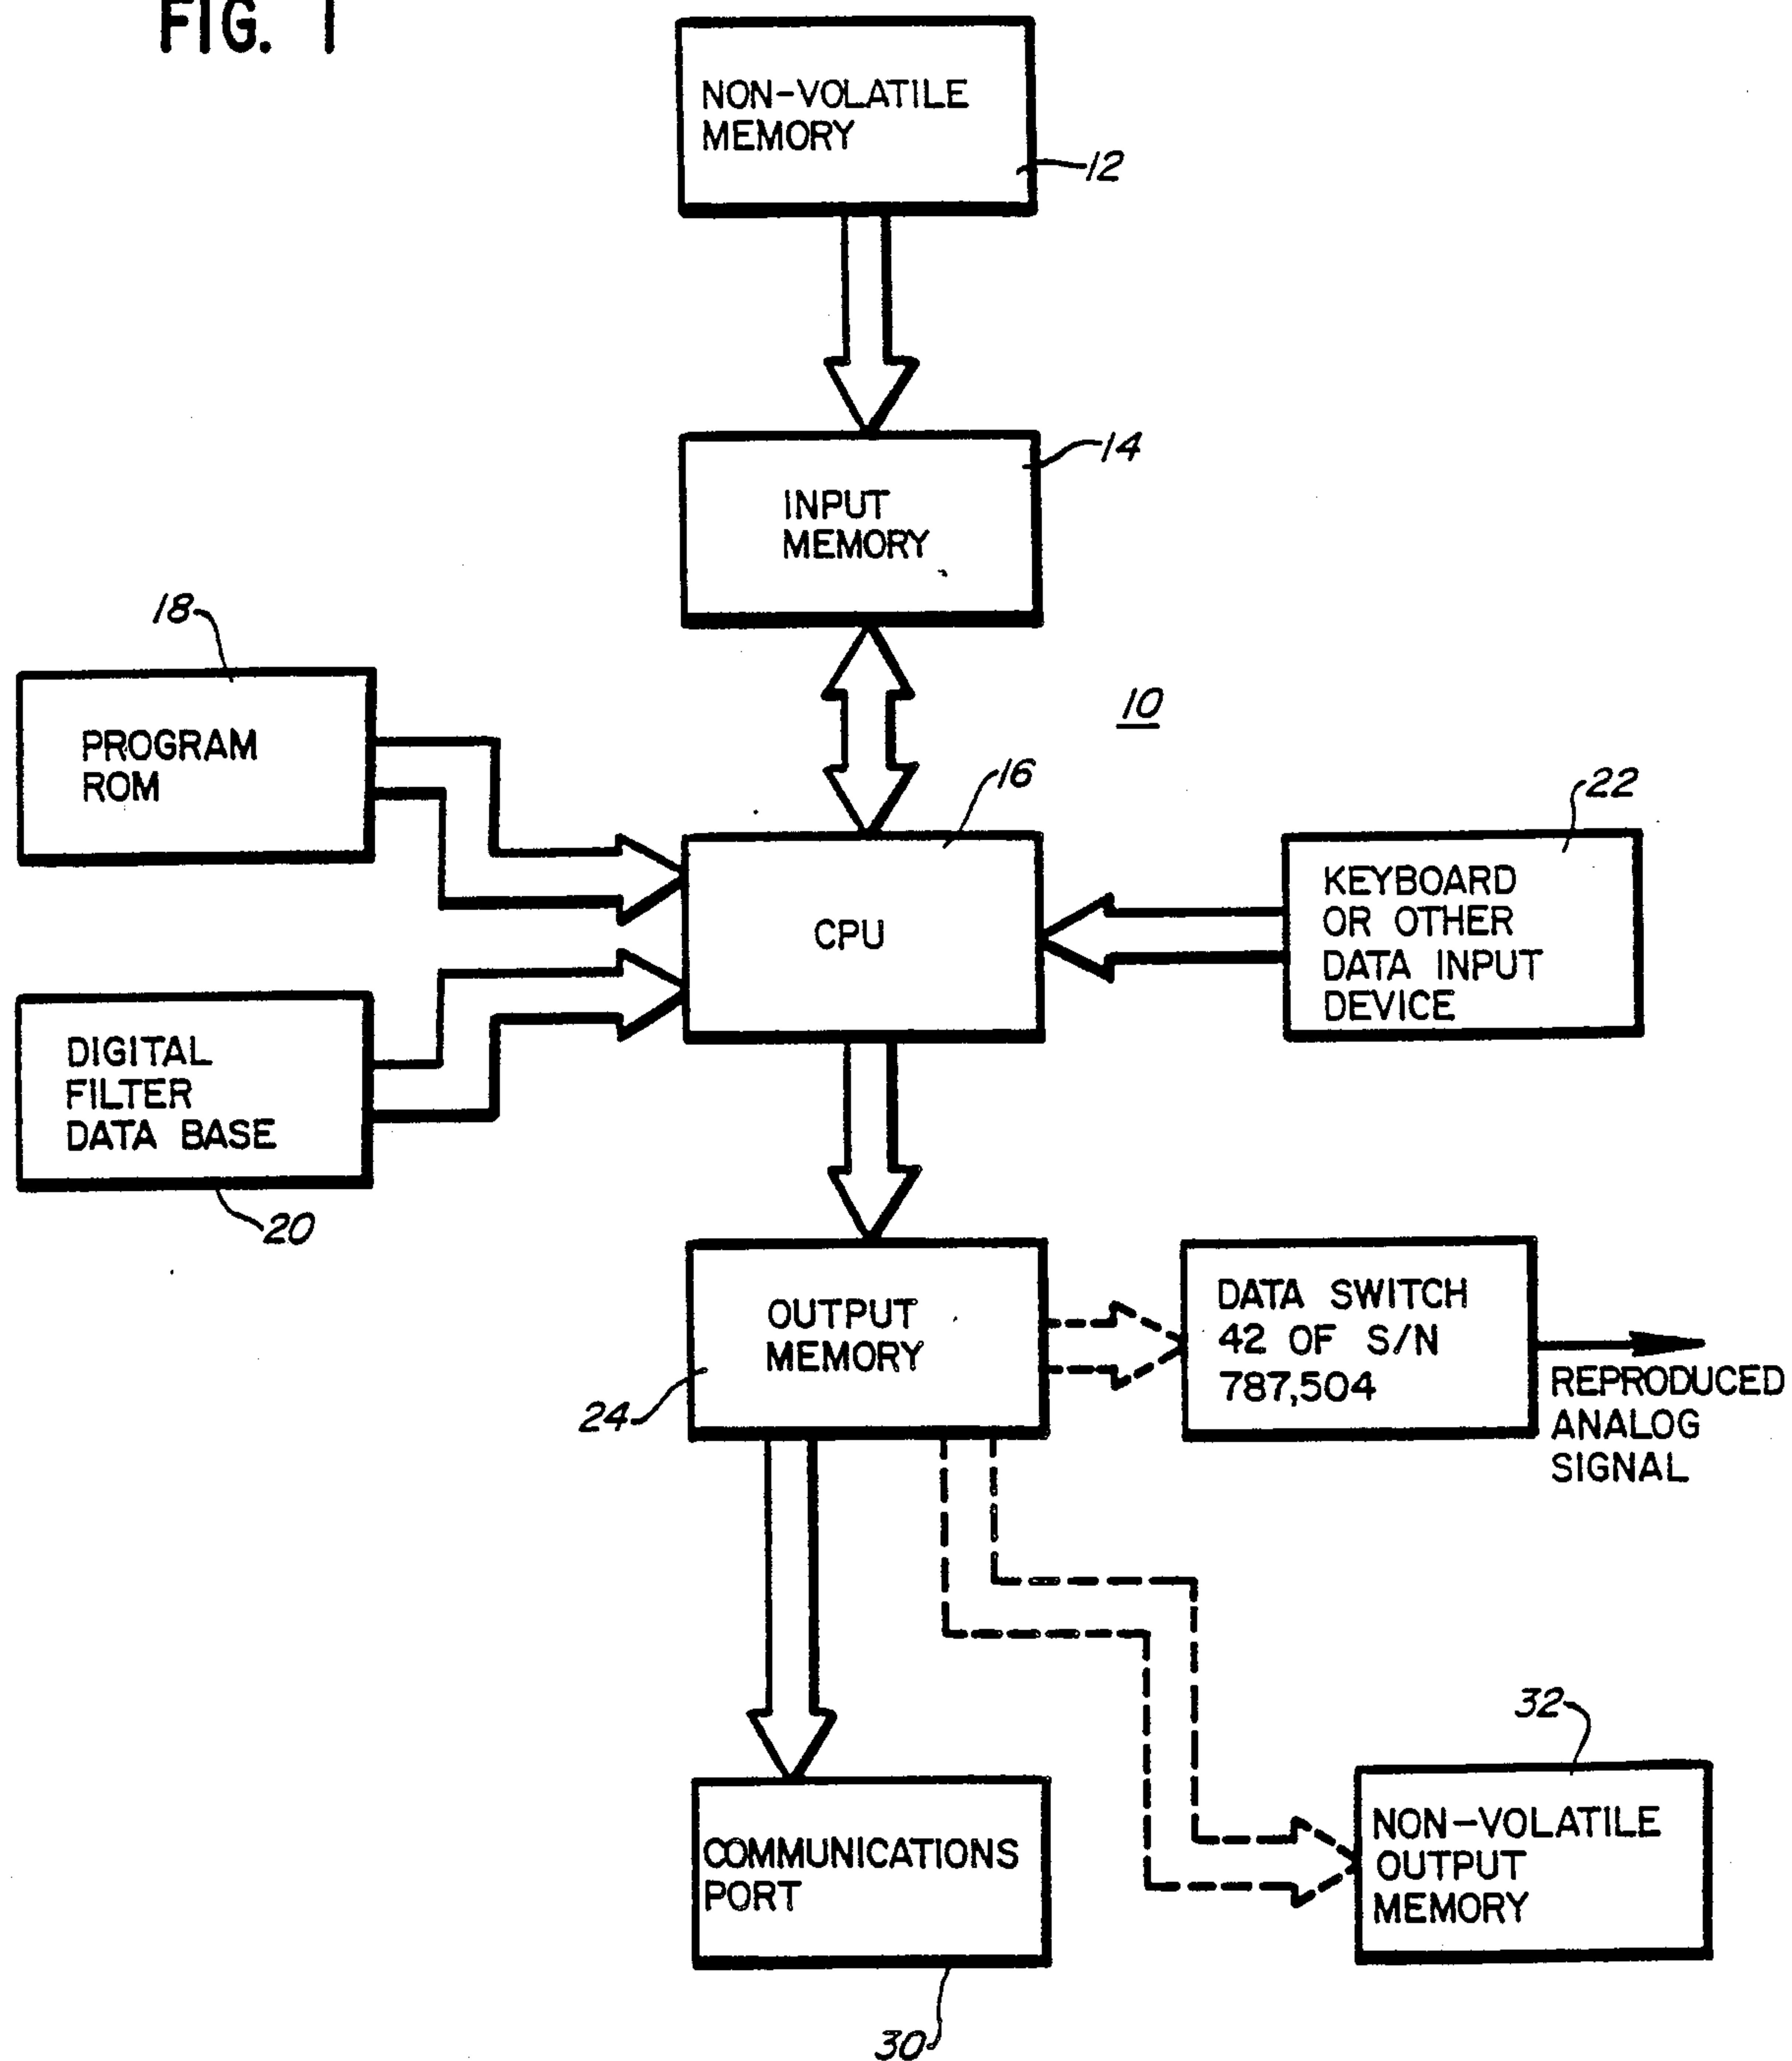 FIG. 1
NON-VOLATILE
MEMORY
12
14
INPUT
MEMORY
18
PROGRAM
ROM
10
16
22
CPU
KEYBOARD
OR OTHER
DATA INPUT
DEVICE
DIGITAL
FILTER
DATA BASE
20
OUTPUT
MEMORY
24
DATA SWITCH
42 OF S/N
787,504
REPRODUCED
ANALOG
SIGNAL
32
COMMUNICATIONS
PORT
30
NON-VOLATILE
OUTPUT
MEMORY